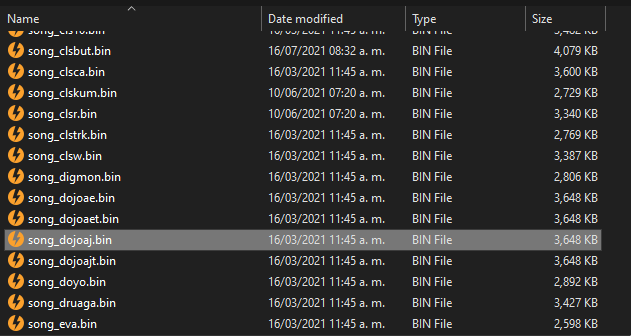 Name Date modified Type Size
song_clsbut.bin 16/07/2021 08:32 a. m. BIN File 4,079 KB
song_clsca.bin 16/03/2021 11:45 a. m. BIN File 3,600 KB
song_clskum.bin 10/06/2021 07:20 a. m. BIN File 2,729 KB
song_clsr.bin 10/06/2021 07:20 a. m. BIN File 3,340 KB
song_clstrk.bin 16/03/2021 11:45 a. m. BIN File 2,769 KB
song_clsw.bin 16/03/2021 11:45 a. m. BIN File 3,387 KB
song_digmon.bin 16/03/2021 11:45 a. m. BIN File 2,806 KB
song_dojoae.bin 16/03/2021 11:45 a. m. BIN File 3,648 KB
song_dojoaet.bin 16/03/2021 11:45 a. m. BIN File 3,648 KB
song_dojoaj.bin 16/03/2021 11:45 a. m. BIN File 3,648 KB
song_dojoajt.bin 16/03/2021 11:45 a. m. BIN File 3,648 KB
song_doyo.bin 16/03/2021 11:45 a. m. BIN File 2,892 KB
song_druaga.bin 16/03/2021 11:45 a. m. BIN File 3,427 KB
song_eva.bin 16/03/2021 11:45 a. m. BIN File 2,598 KB